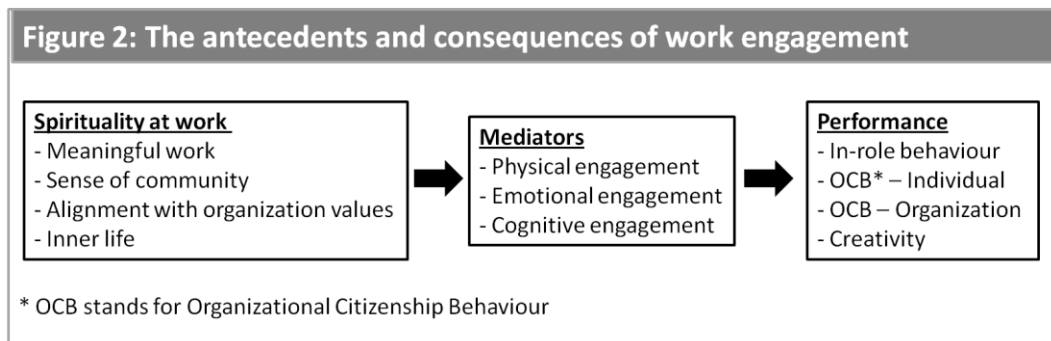 Figure 2: The antecedents and consequences of work engagement
Spirituality at work
- Meaningful work
- Sense of community
- Alignment with organization values
- Inner life
Mediators
- Physical engagement
- Emotional engagement
- Cognitive engagement
Performance
- In-role behaviour
- OCB* – Individual
- OCB – Organization
- Creativity
* OCB stands for Organizational Citizenship Behaviour